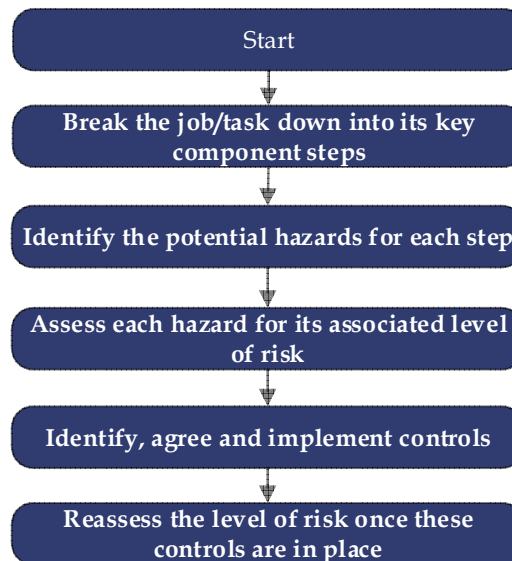 Start
Break the job/task down into its key
component steps
Identify the potential hazards for each step
Assess each hazard for its associated level
of risk
Identify, agree and implement controls
Reassess the level of risk once these
controls are in place